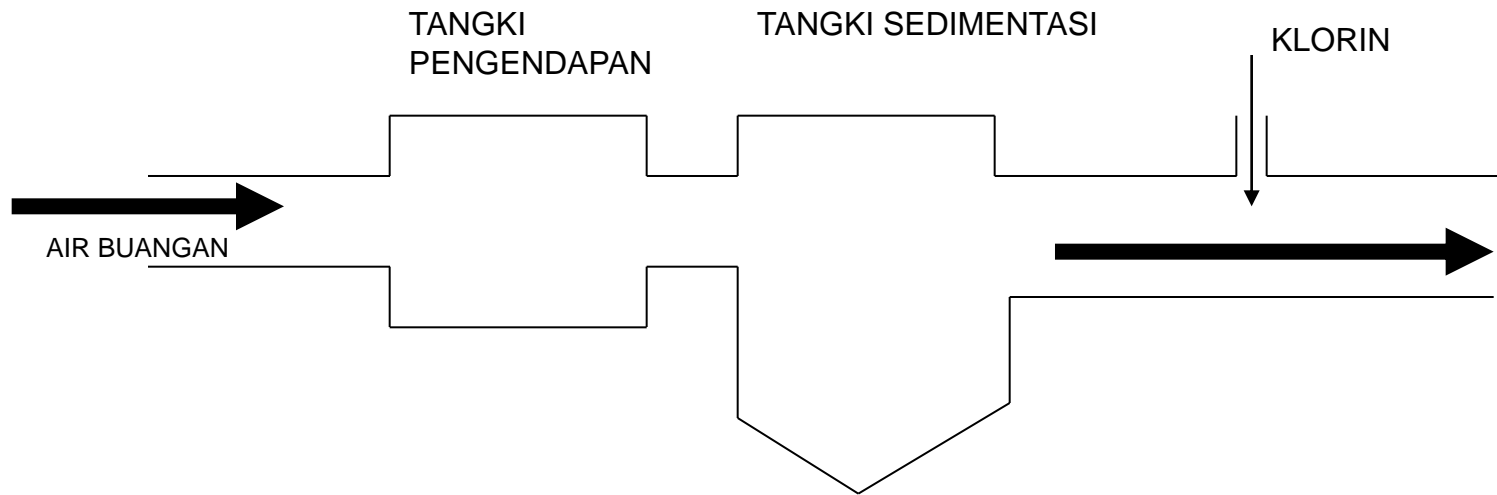 TANGKI
PENGENDAPAN
TANGKI SEDIMENTASI
KLORIN
AIR BUANGAN